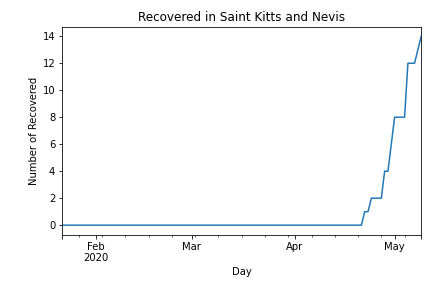 Recovered in Saint Kitts and Nevis
14
12
10
8
6
4
2
0
Number of Recovered
Feb Mar Apr May
2020
Day